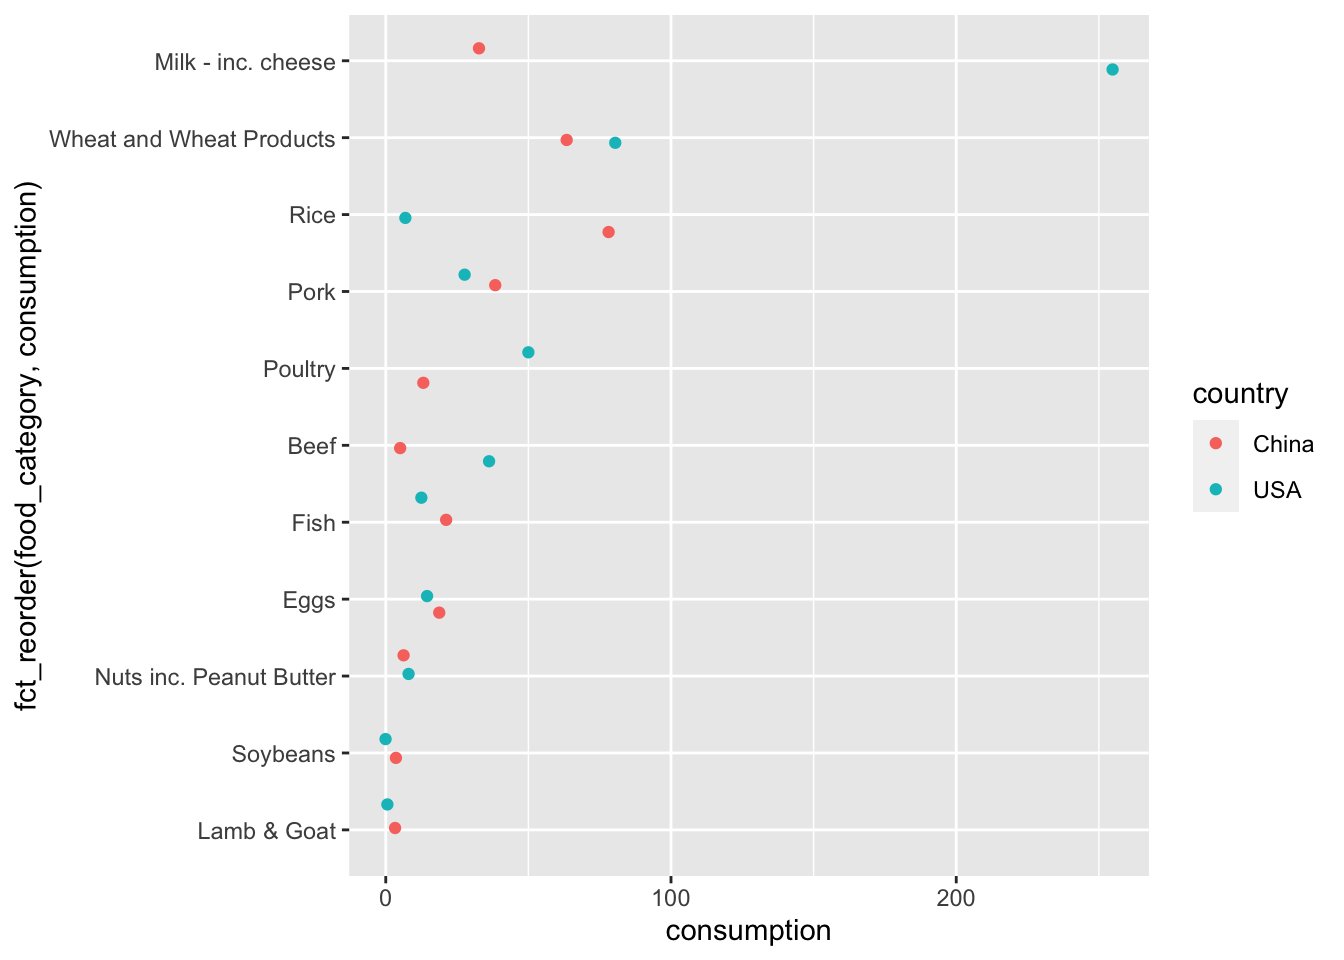 fct_reorder(food_category, consumption)
Milk - inc. cheese
Wheat and Wheat Products
Rice
Pork
Poultry
Beef
Fish
Eggs
Nuts inc. Peanut Butter
Soybeans
Lamb & Goat
0
100
200
consumption
country
China
USA